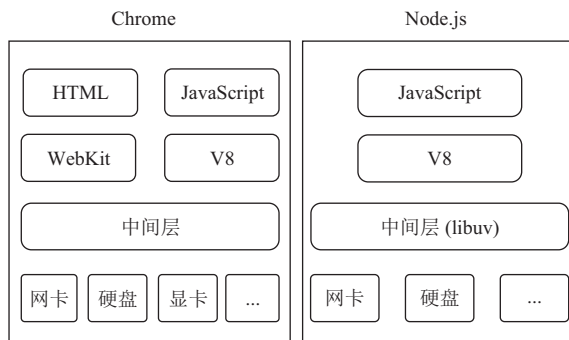 Chrome
Node.js
HTML
JavaScript
JavaScript
WebKit
V8
V8
中间层
中间层 (libuv)
网卡
硬盘
显卡
...
网卡
硬盘
...